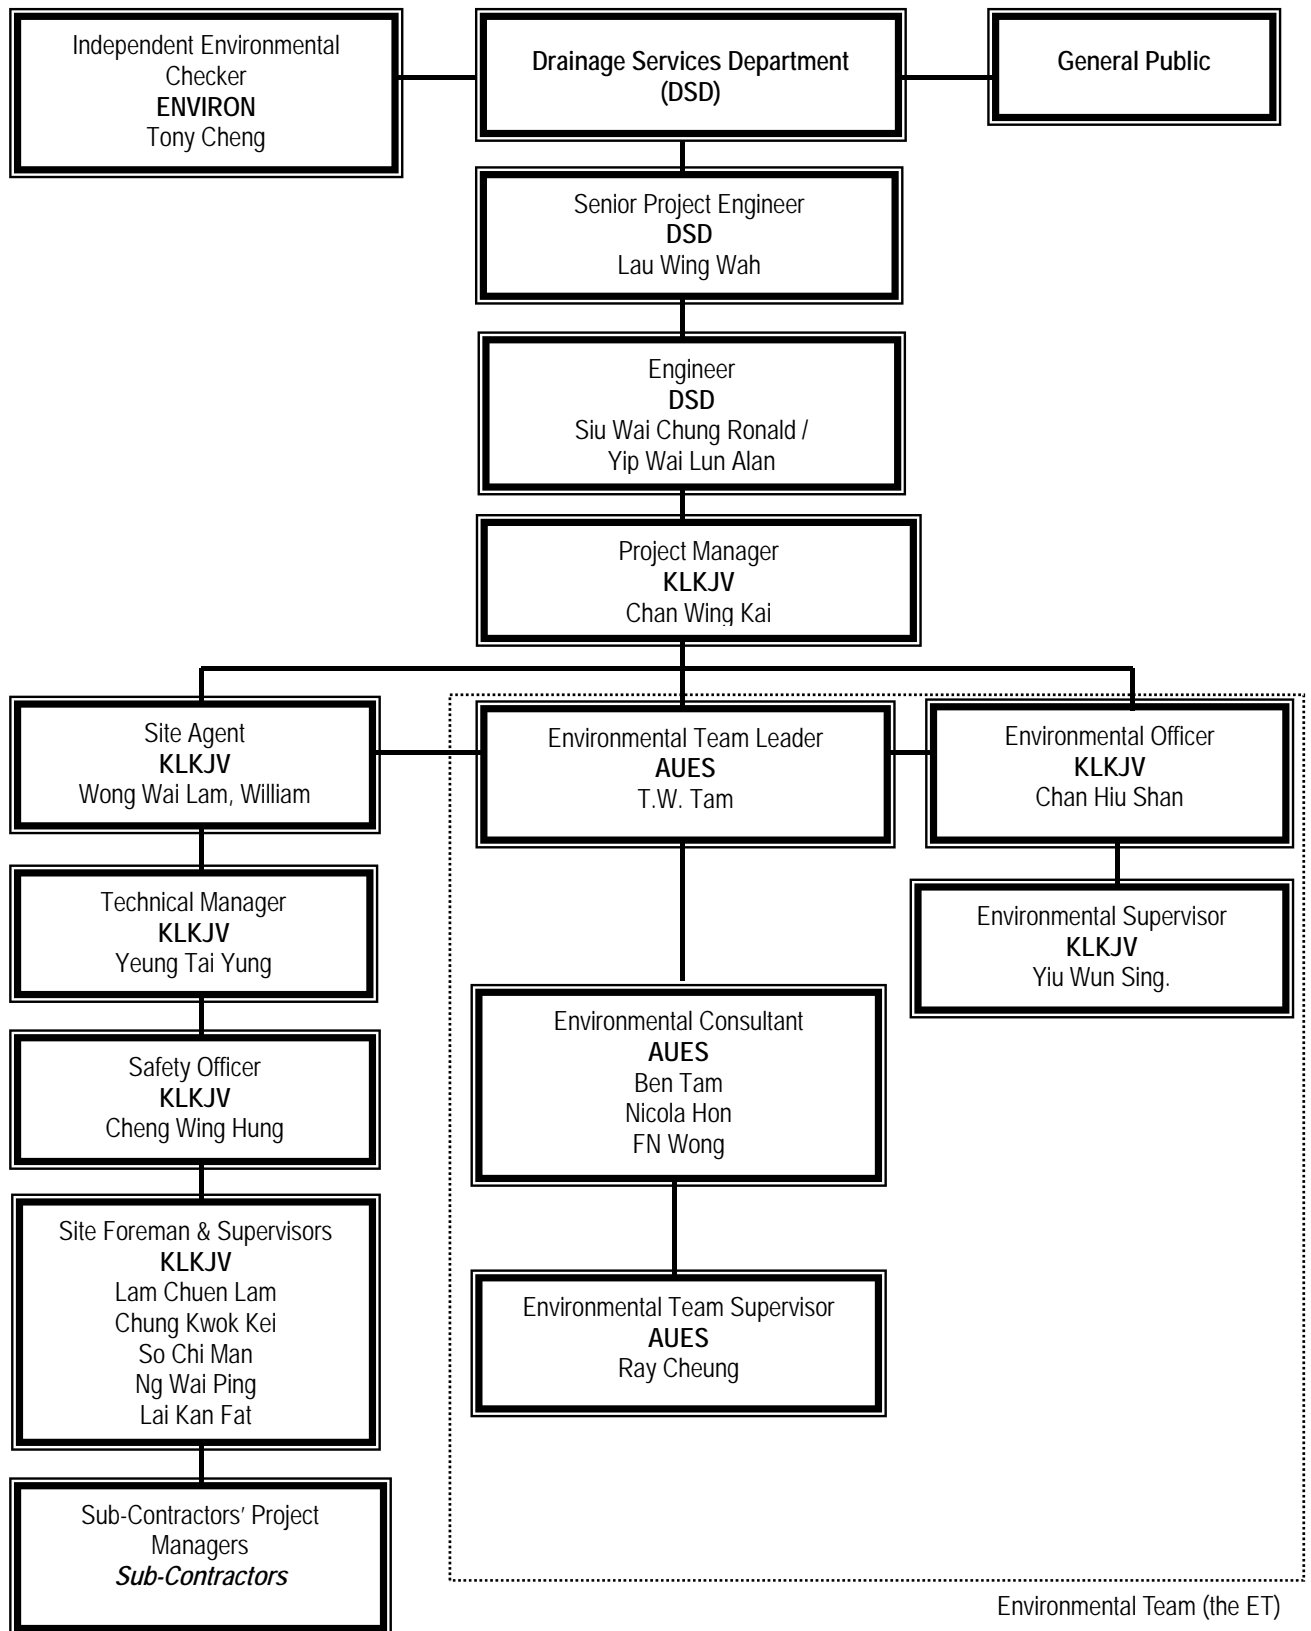 Independent Environmental
Checker
ENVIRON
Tony Cheng
Drainage Services Department
(DSD)
General Public
Senior Project Engineer
DSD
Lau Wing Wah
Engineer
DSD
Siu Wai Chung Ronald /
Yip Wai Lun Alan
Project Manager
KLKJV
Chan Wing Kai
Site Agent
KLKJV
Wong Wai Lam, William
Environmental Team Leader
AUES
T.W. Tam
Environmental Officer
KLKJV
Chan Hiu Shan
Technical Manager
KLKJV
Yeung Tai Yung
Environmental Supervisor
KLKJV
Yiu Wun Sing.
Environmental Consultant
AUES
Ben Tam
Nicola Hon
FN Wong
Safety Officer
KLKJV
Cheng Wing Hung
Site Foreman & Supervisors
KLKJV
Lam Chuen Lam
Chung Kwok Kei
So Chi Man
Ng Wai Ping
Lai Kan Fat
Environmental Team Supervisor
AUES
Ray Cheung
Sub-Contractors' Project
Managers
Sub-Contractors
Environmental Team (the ET)